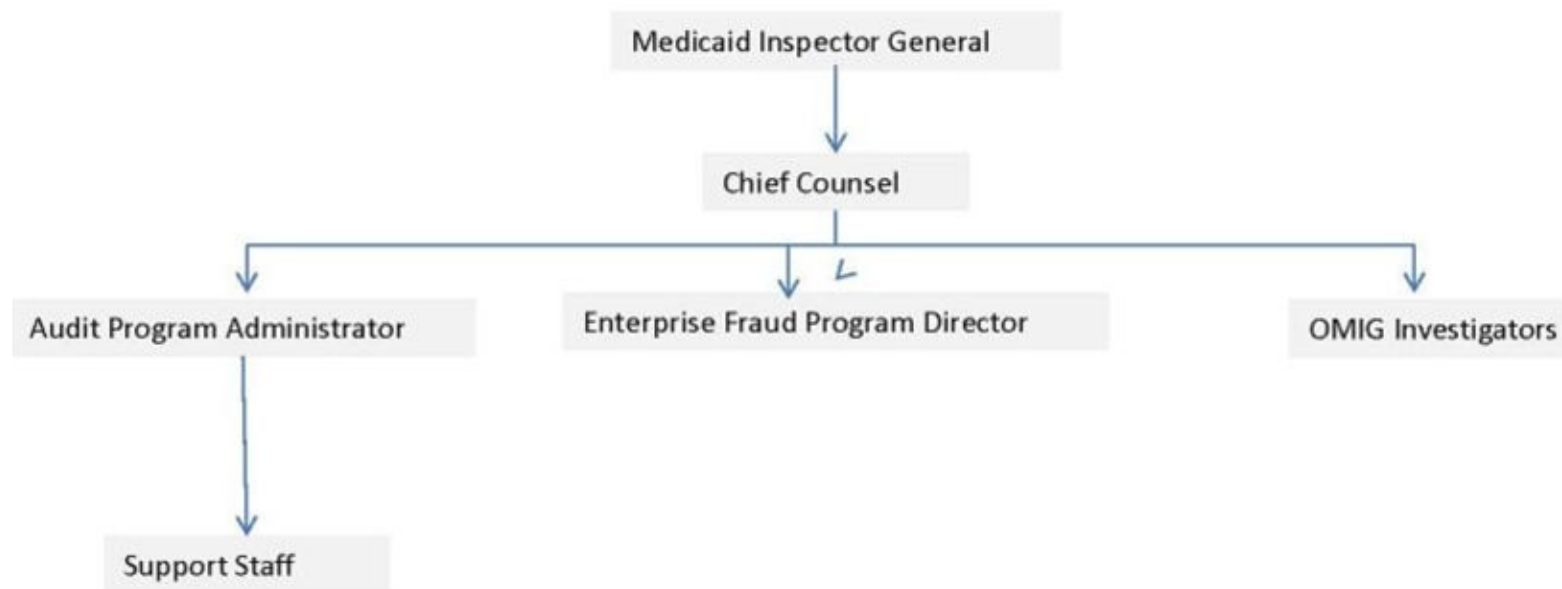 Medicaid Inspector General
Chief Counsel
Audit Program Administrator
Enterprise Fraud Program Director
OMIG Investigators
Support Staff